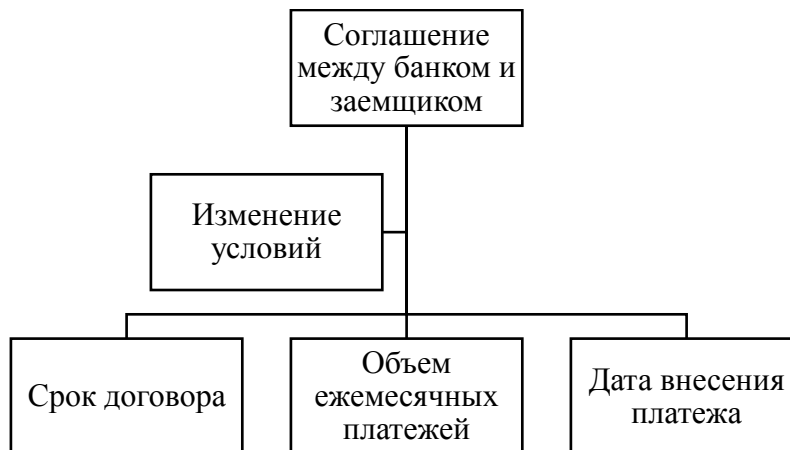 Соглашение
между банком и
заемщиком
Изменение
условий
Срок договора
Объем
ежемесячных
платежей
Дата внесения
платежа